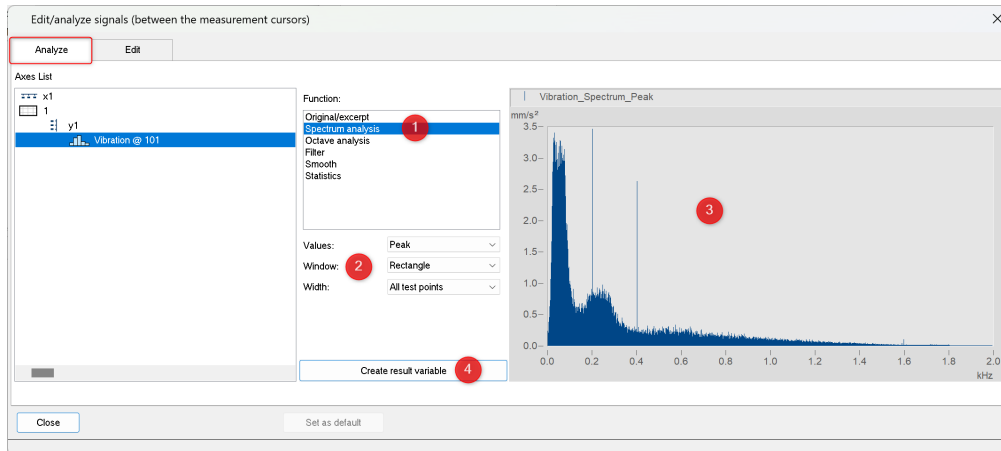 Edit/analyze signals (between the measurement cursors)
Analyze
Edit
Axes List
x1
1
y1
Vibration @ 101
Function:
Original/excerpt
Spectrum analysis
1
Octave analysis
Filter
Smooth
Statistics
Values:
Peak
Window:
2
Rectangle
Width:
All test points
Create result variable
4
Vibration_Spectrum_Peak
mm/s²
3.5
3.0
2.5
2.0
1.5
1.0
0.5
0.0
3
0.0 0.2 0.4 0.6 0.8 1.0 1.2 1.4 1.6 1.8 2.0
kHz
Close
Set as default